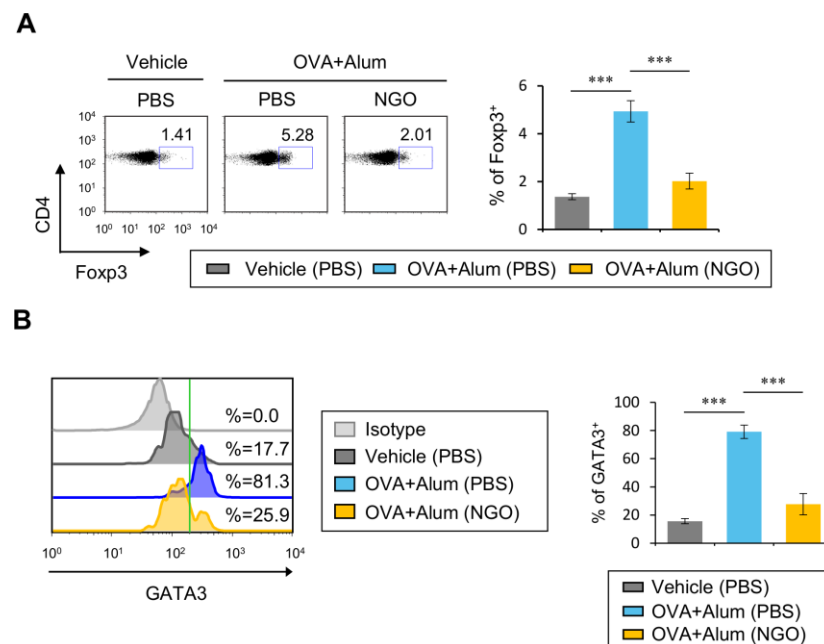 A
Vehicle
OVA+Alum
PBS
PBS
NGO
1.41
5.28
2.01
10⁴
10³
10²
10¹
10⁰
10⁰ 10¹ 10² 10³ 10⁴
CD4
Foxp3
*** ***
6
4
2
0
% of Foxp3⁺
Vehicle (PBS) OVA+Alum (PBS) OVA+Alum (NGO)
B
%=0.0
%=17.7
%=81.3
%=25.9
10⁰ 10¹ 10² 10³ 10⁴
GATA3
Isotype
Vehicle (PBS)
OVA+Alum (PBS)
OVA+Alum (NGO)
*** ***
100
80
60
40
20
0
% of GATA3⁺
Vehicle (PBS)
OVA+Alum (PBS)
OVA+Alum (NGO)